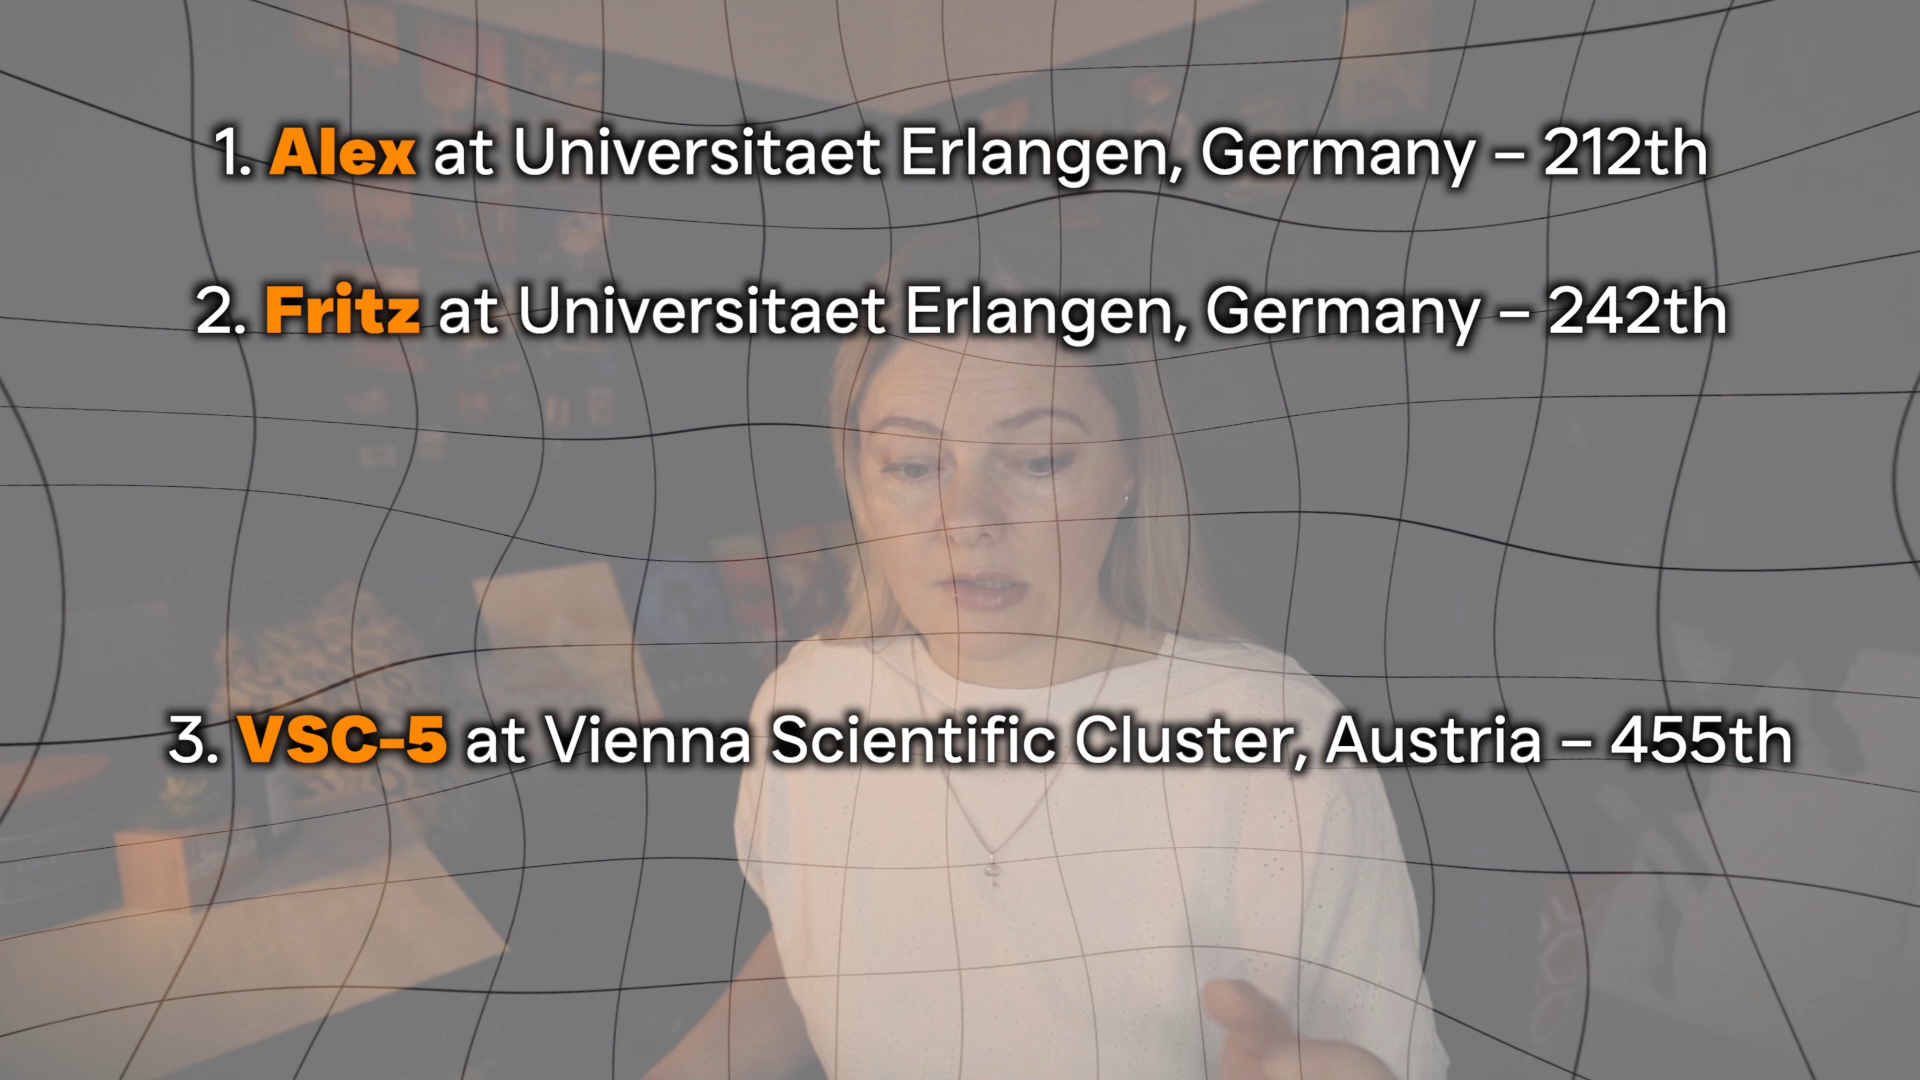 1. Alex at Universitaet Erlangen, Germany – 212th
2. Fritz at Universitaet Erlangen, Germany – 242th
3. VSC-5 at Vienna Scientific Cluster, Austria – 455th